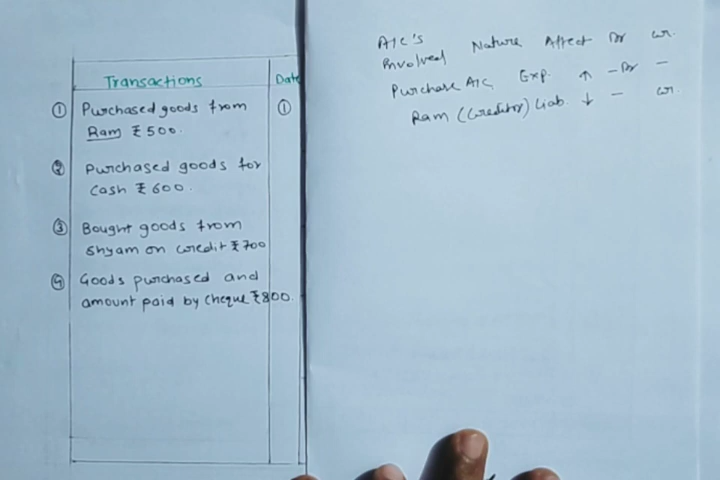 Transactions Date
① Purchased goods from ①
Ram ₹500.
② Purchased goods for
cash ₹600.
③ Bought goods from
Shyam on credit ₹700
④ Goods purchased and
amount paid by cheque ₹800.
A/C's
Involved Nature Affect Dr Cr.
Purchase A/C Exp. ↑ - Dr -
Ram (Creditor) Liab. ↓ - Cr.